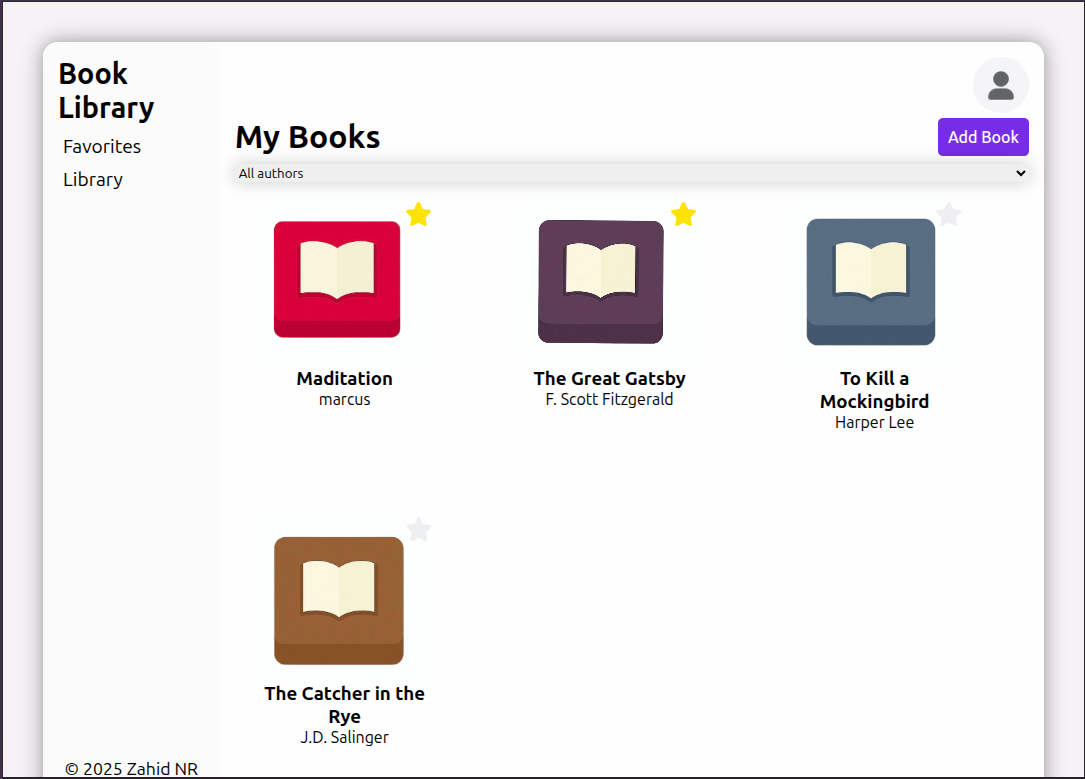 Book
Library
Favorites
Library
My Books
Add Book
All authors
Maditation
marcus
The Great Gatsby
F. Scott Fitzgerald
To Kill a
Mockingbird
Harper Lee
The Catcher in the
Rye
J.D. Salinger
© 2025 Zahid NR